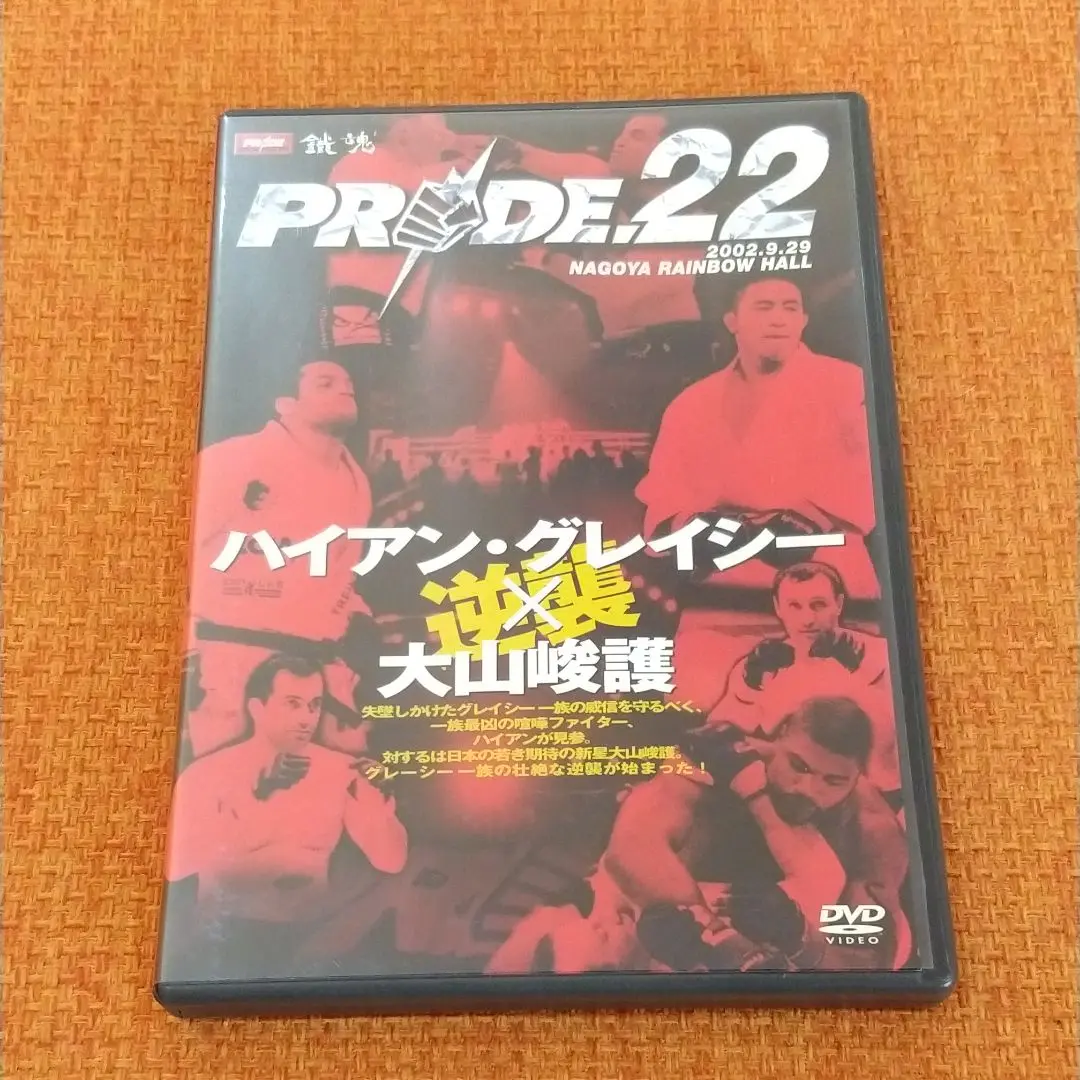 PRIDE 鐵魂
PRIDE.22
2002.9.29
NAGOYA RAINBOW HALL
ハイアン・グレイシー
逆襲
×
大山峻護
失墜しかけたグレイシー一族の威信を守るべく、
一族最凶の喧嘩ファイター、
ハイアンが見参。
対するは日本の若き期待の新星大山峻護。
グレーシー一族の壮絶な逆襲が始まった！
DVD
VIDEO